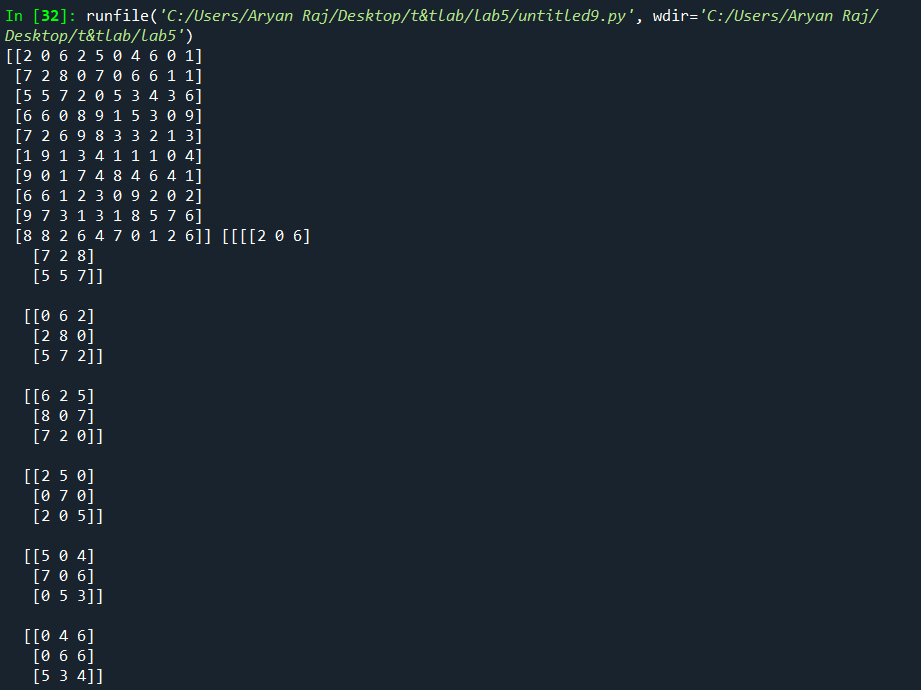 In [32]: runfile('C:/Users/Aryan Raj/Desktop/t&tlab/lab5/untitled9.py', wdir='C:/Users/Aryan Raj/
Desktop/t&tlab/lab5')
[[2 0 6 2 5 0 4 6 0 1]
 [7 2 8 0 7 0 6 6 1 1]
 [5 5 7 2 0 5 3 4 3 6]
 [6 6 0 8 9 1 5 3 0 9]
 [7 2 6 9 8 3 3 2 1 3]
 [1 9 1 3 4 1 1 1 0 4]
 [9 0 1 7 4 8 4 6 4 1]
 [6 6 1 2 3 0 9 2 0 2]
 [9 7 3 1 3 1 8 5 7 6]
 [8 8 2 6 4 7 0 1 2 6]] [[[[2 0 6]
   [7 2 8]
   [5 5 7]]

  [[0 6 2]
   [2 8 0]
   [5 7 2]]

  [[6 2 5]
   [8 0 7]
   [7 2 0]]

  [[2 5 0]
   [0 7 0]
   [2 0 5]]

  [[5 0 4]
   [7 0 6]
   [0 5 3]]

  [[0 4 6]
   [0 6 6]
   [5 3 4]]